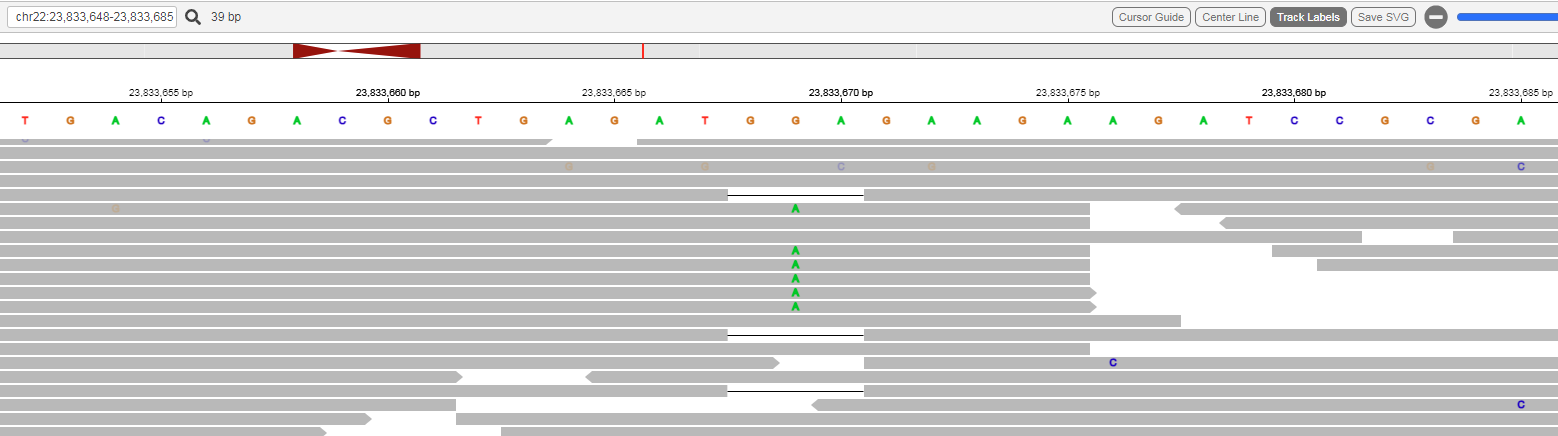 chr22:23,833,648-23,833,685 39 bp Cursor Guide Center Line Track Labels Save SVG
23,833,655 bp 23,833,660 bp 23,833,665 bp 23,833,670 bp 23,833,675 bp 23,833,680 bp 23,833,685 bp
T G A C A G A C G C T G A G A T G G A G A A G A A G A T C C G C G A
G G C G G C
G A
A
A
A
A
A
C
C